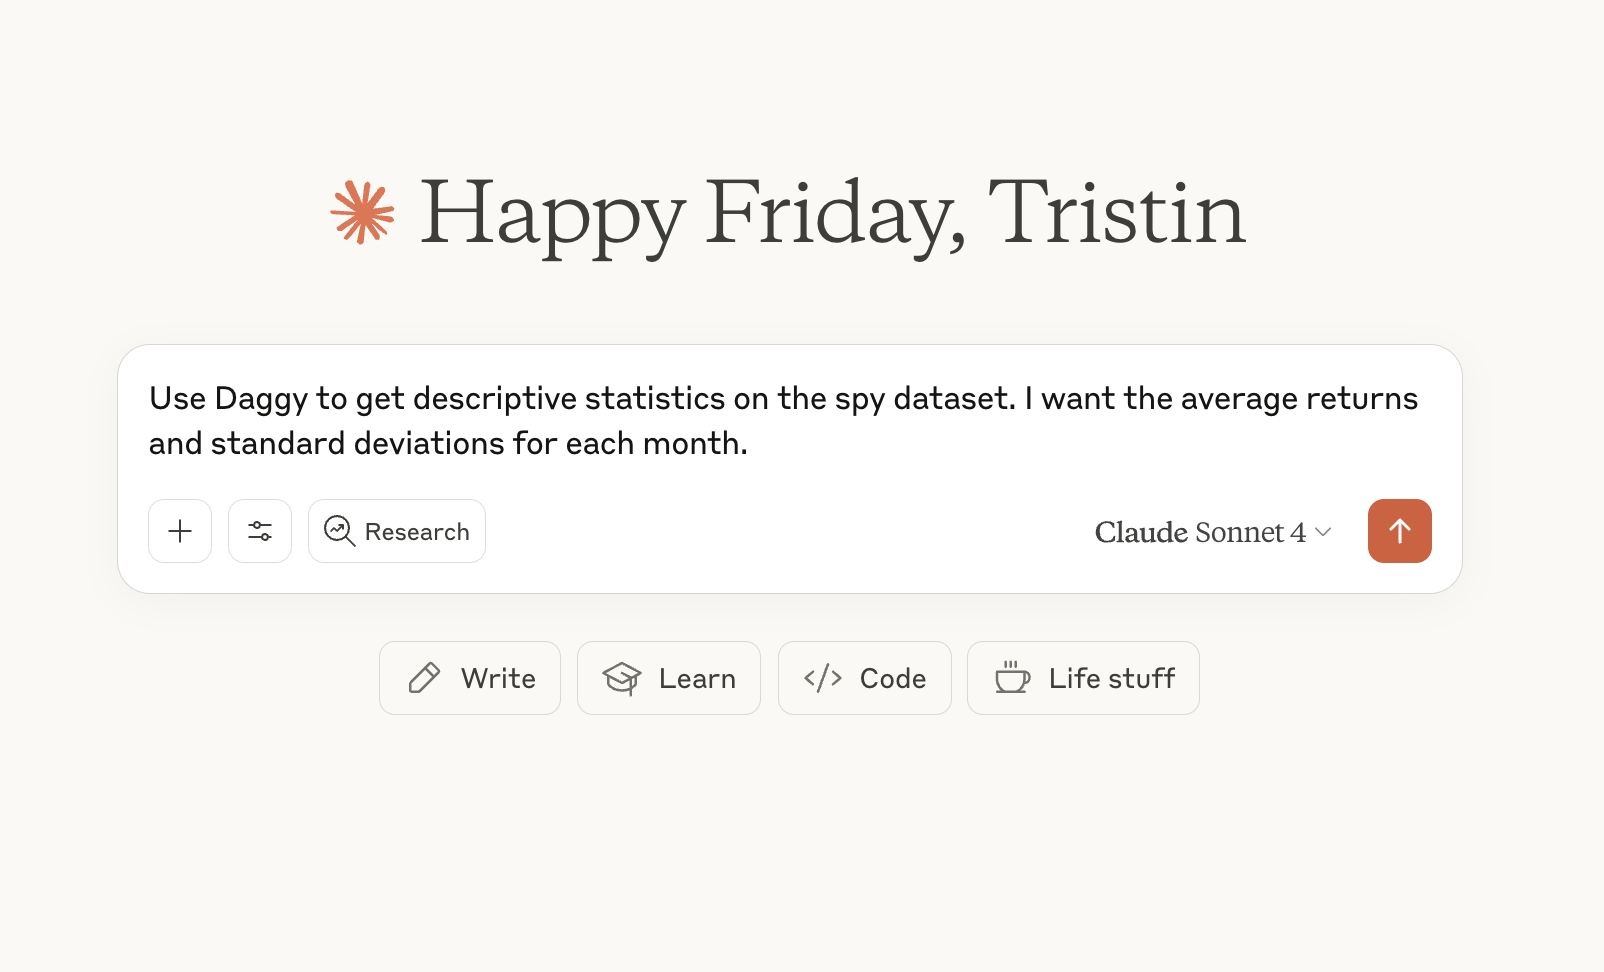 Happy Friday, Tristin
Use Daggy to get descriptive statistics on the spy dataset. I want the average returns
and standard deviations for each month.
Research
Claude Sonnet 4
Write
Learn
Code
Life stuff